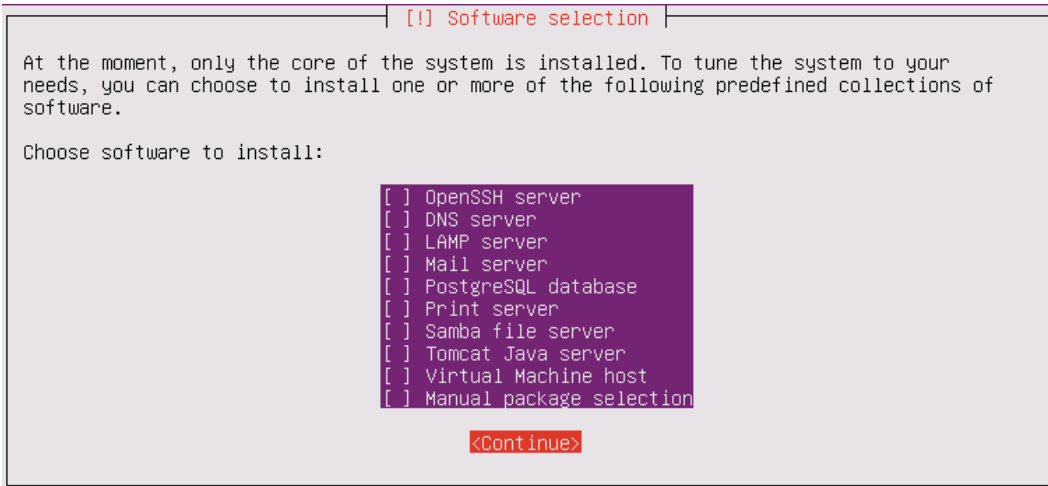 [!] Software selection
At the moment, only the core of the system is installed. To tune the system to your
needs, you can choose to install one or more of the following predefined collections of
software.
Choose software to install:
[ ] OpenSSH server
[ ] DNS server
[ ] LAMP server
[ ] Mail server
[ ] PostgreSQL database
[ ] Print server
[ ] Samba file server
[ ] Tomcat Java server
[ ] Virtual Machine host
[ ] Manual package selection
<Continue>